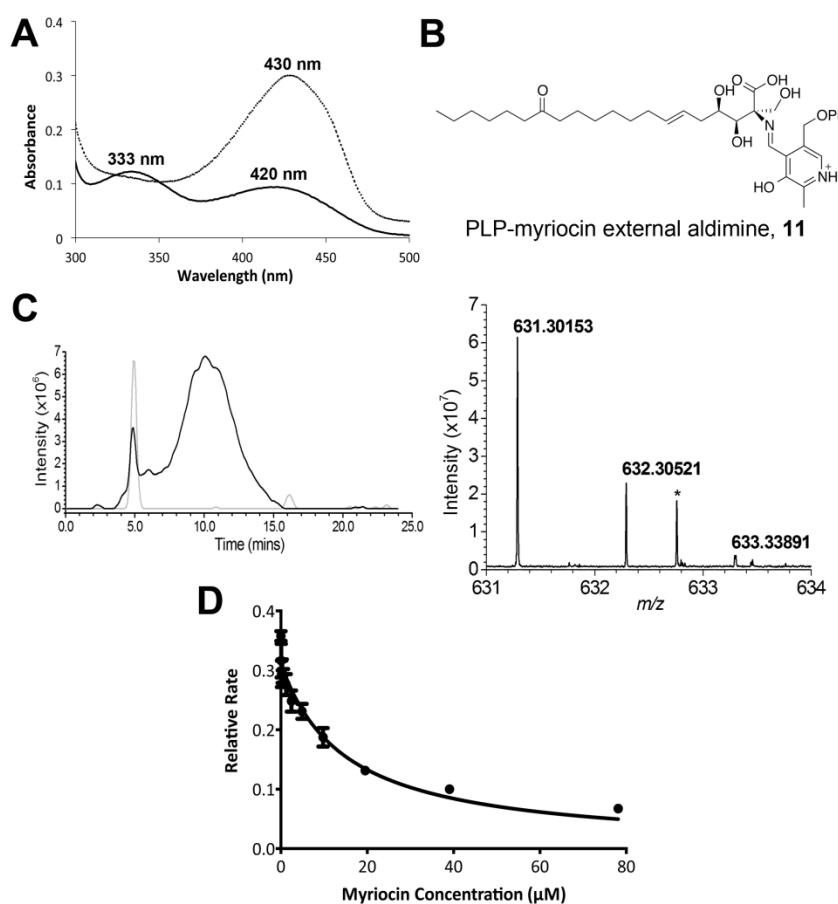 A
0.4
0.3
0.2
0.1
0
Absorbance
430 nm
333 nm
420 nm
300 350 400 450 500
Wavelength (nm)
B
O
O OH
OH
OH
OH
N
OP
HO
NH
+
PLP-myriocin external aldimine, 11
C
7
6
5
4
3
2
1
0
Intensity (x10⁶)
0.0 5.0 10.0 15.0 20.0 25.0
Time (mins)
7
6
5
4
3
2
1
0
Intensity (x10⁷)
631.30153
632.30521
*
633.33891
631 632 633 634
m/z
D
0.4
0.3
0.2
0.1
0.0
Relative Rate
0 20 40 60 80
Myriocin Concentration (µM)